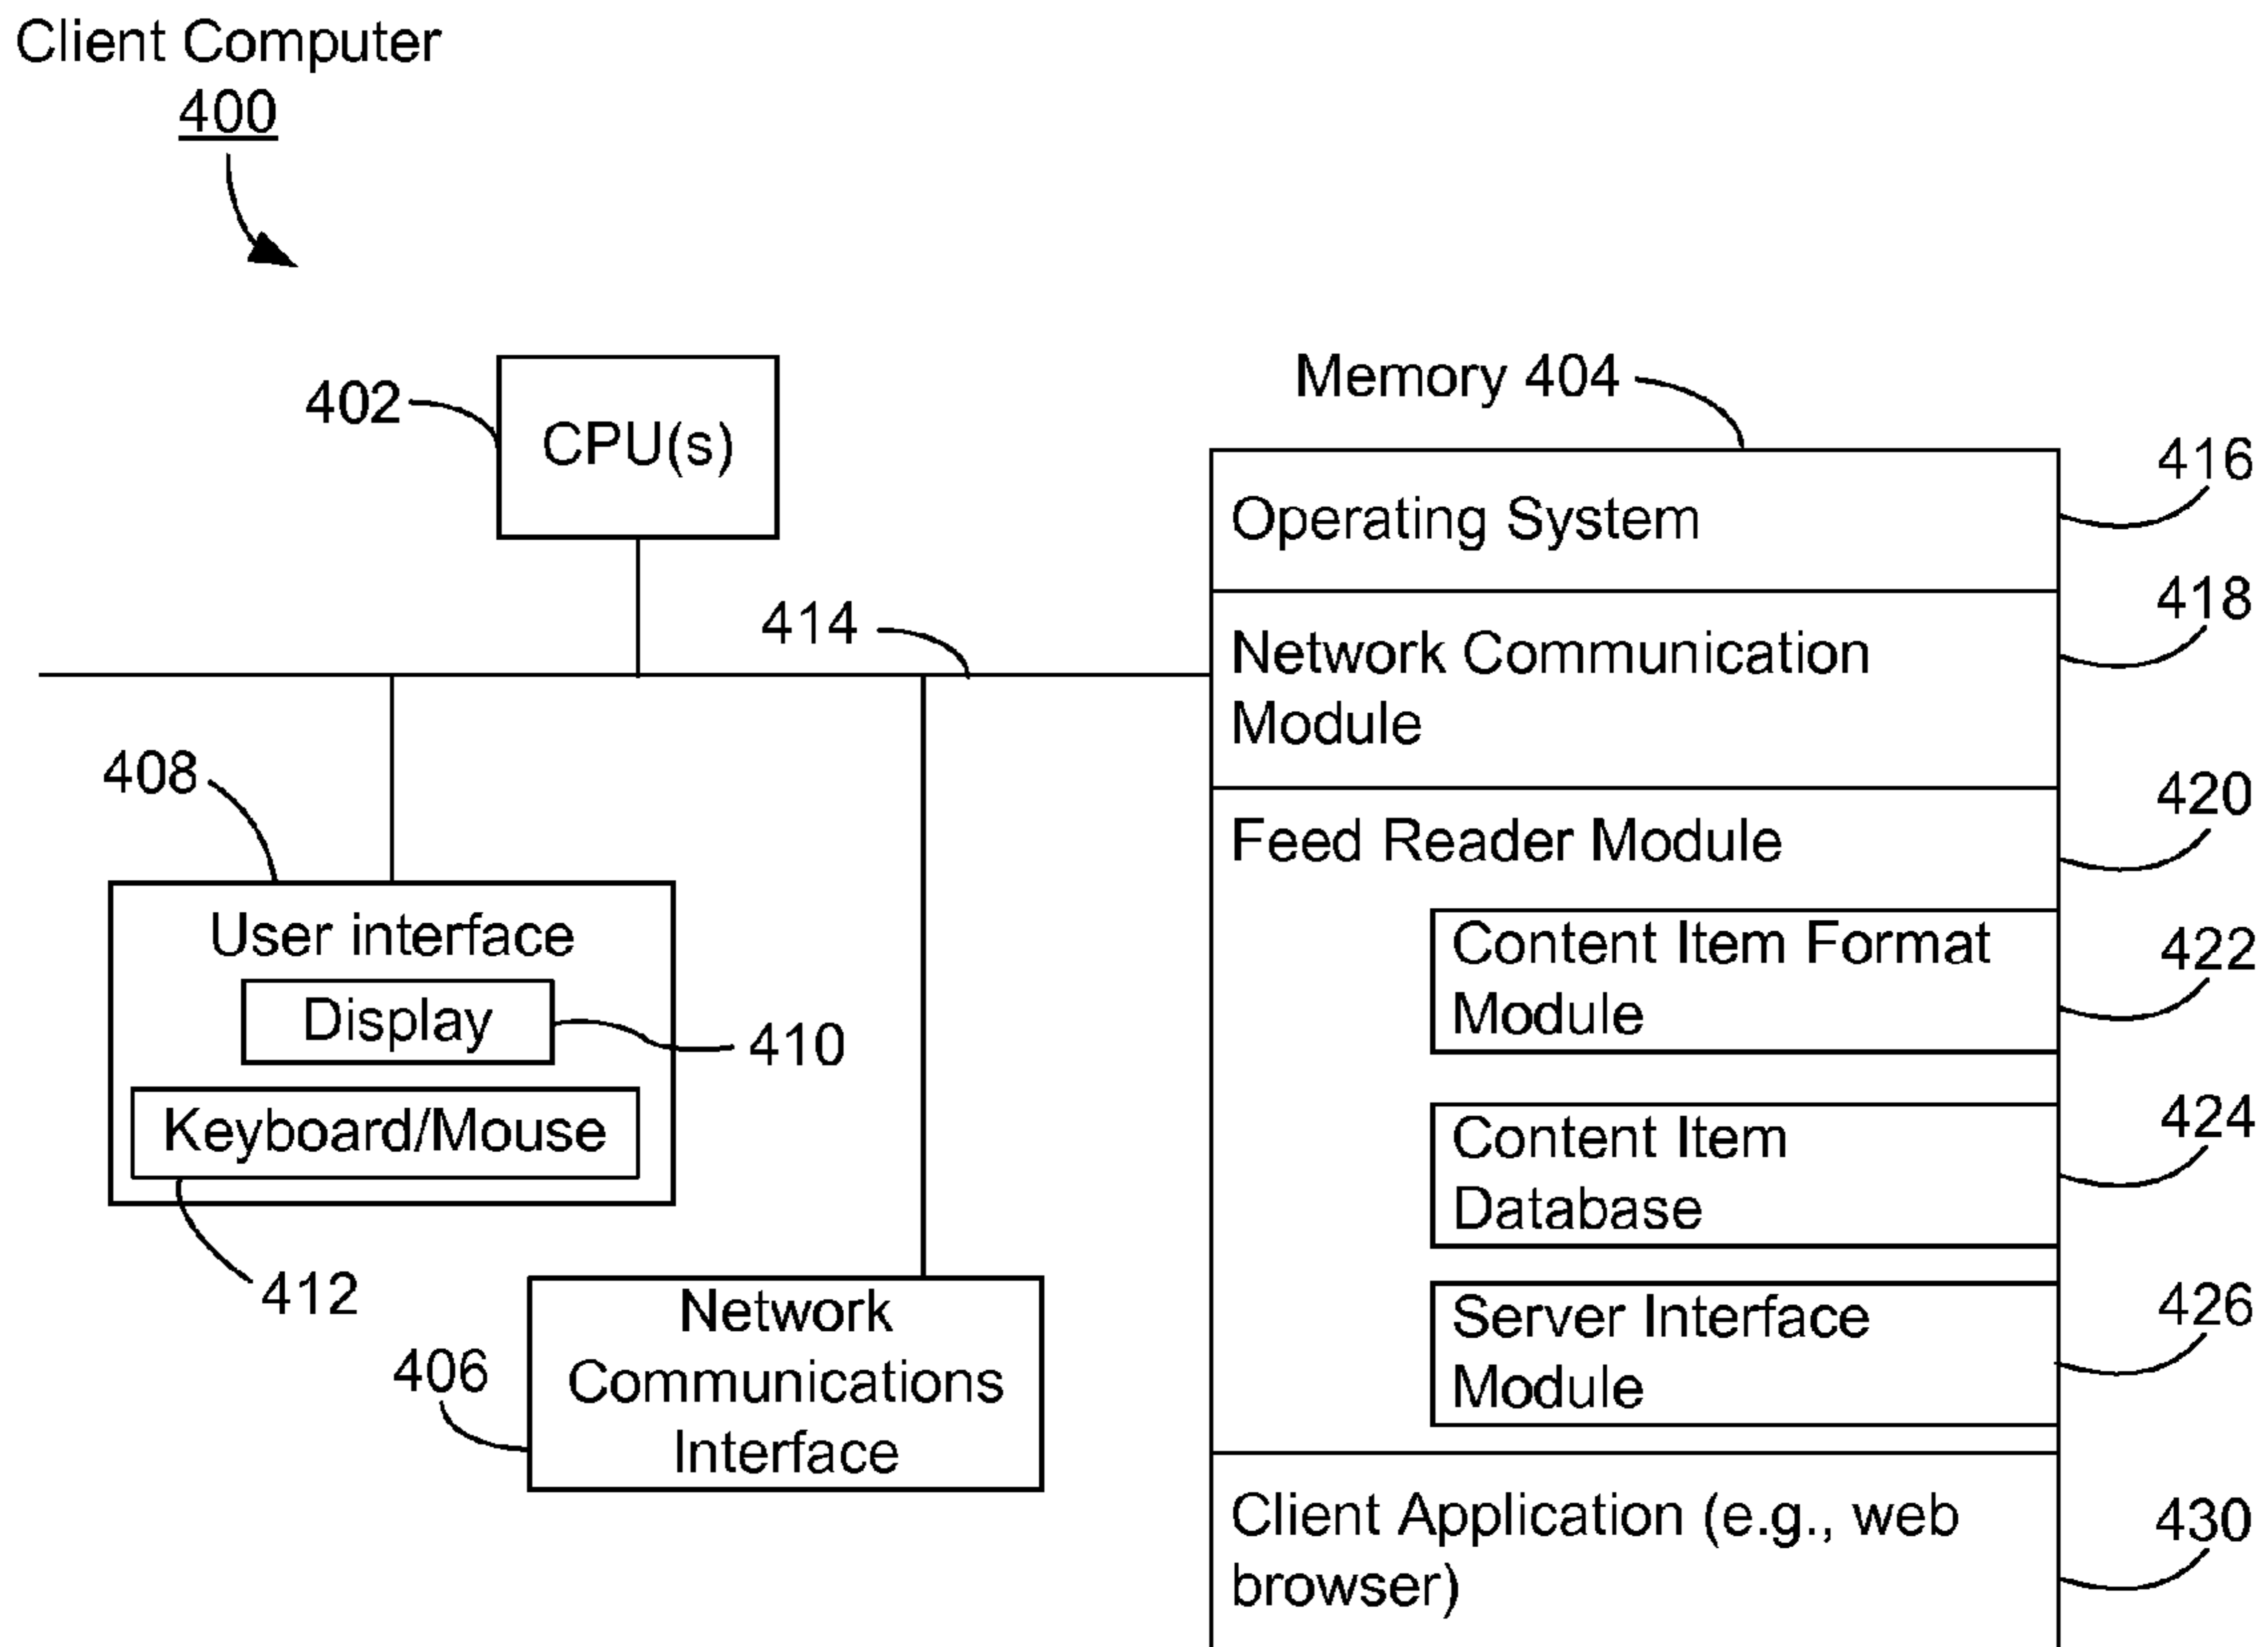 Client Computer
400
402
CPU(s)
414
408
User interface
Display
410
Keyboard/Mouse
412
406
Network
Communications
Interface
Memory 404
Operating System
416
Network Communication
Module
418
Feed Reader Module
420
Content Item Format
Module
422
Content Item
Database
424
Server Interface
Module
426
Client Application (e.g., web
browser)
430